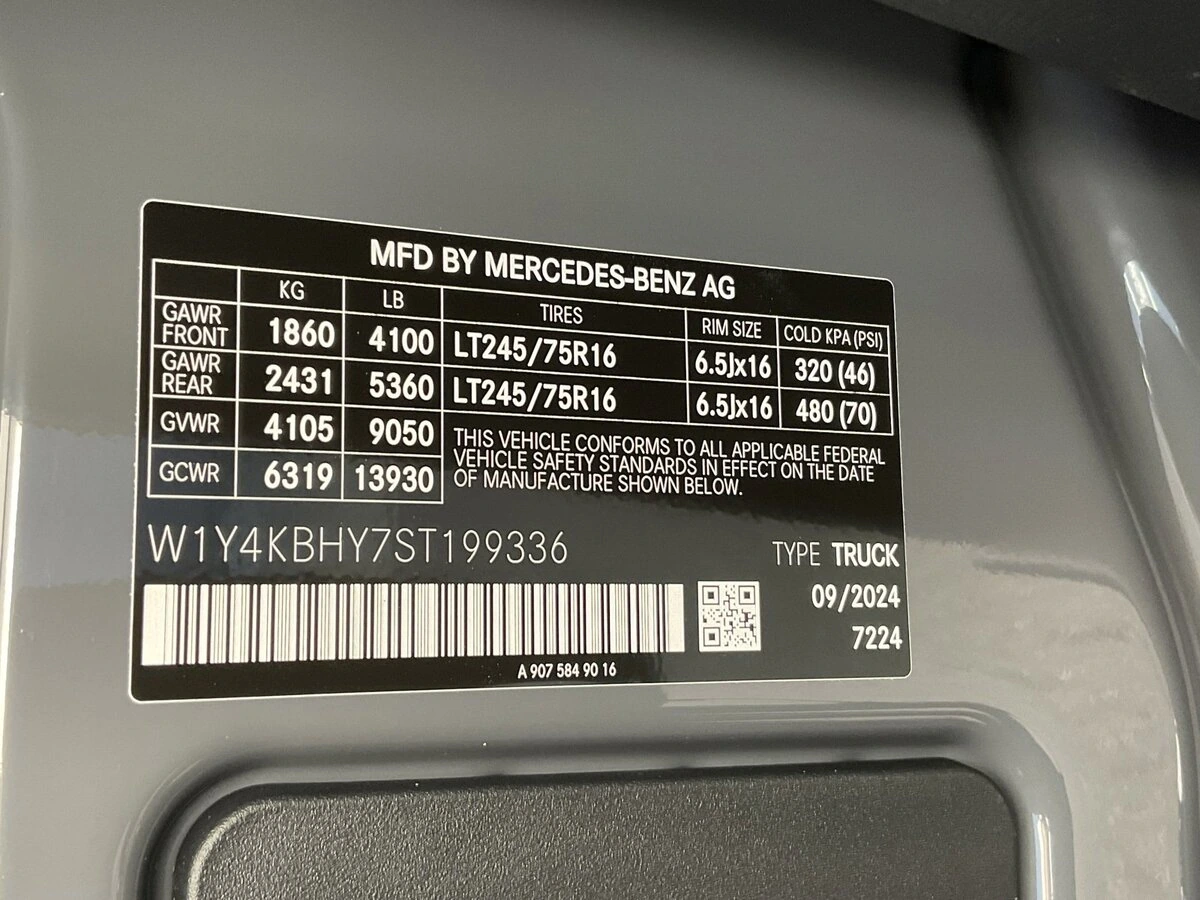 MFD BY MERCEDES-BENZ AG
KG LB TIRES RIM SIZE COLD KPA (PSI)
GAWR FRONT 1860 4100 LT245/75R16 6.5Jx16 320 (46)
GAWR REAR 2431 5360 LT245/75R16 6.5Jx16 480 (70)
GVWR 4105 9050
GCWR 6319 13930
THIS VEHICLE CONFORMS TO ALL APPLICABLE FEDERAL
VEHICLE SAFETY STANDARDS IN EFFECT ON THE DATE
OF MANUFACTURE SHOWN BELOW.
W1Y4KBHY7ST199336
TYPE TRUCK
09/2024
7224
A 907 584 90 16